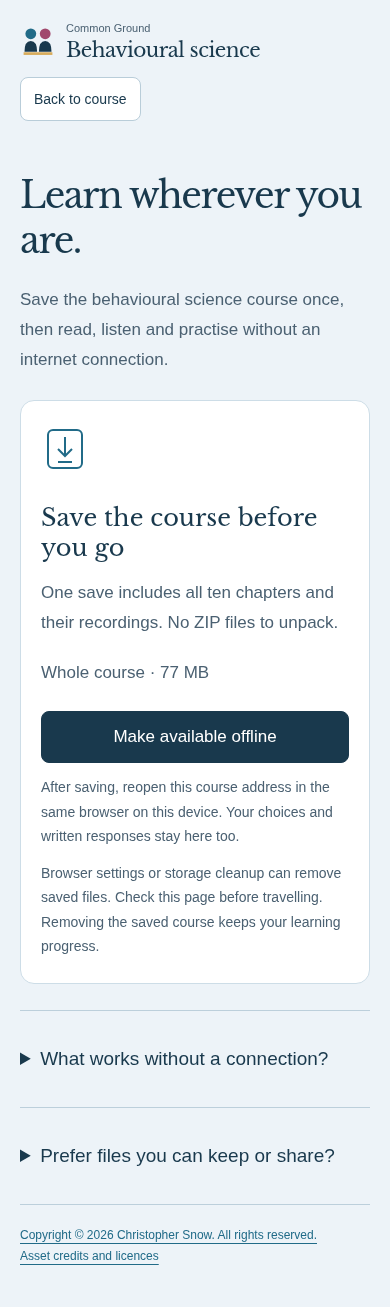 Common Ground
Behavioural science
Back to course
Learn wherever you
are.
Save the behavioural science course once,
then read, listen and practise without an
internet connection.
Save the course before
you go
One save includes all ten chapters and
their recordings. No ZIP files to unpack.
Whole course · 77 MB
Make available offline
After saving, reopen this course address in the
same browser on this device. Your choices and
written responses stay here too.
Browser settings or storage cleanup can remove
saved files. Check this page before travelling.
Removing the saved course keeps your learning
progress.
What works without a connection?
Prefer files you can keep or share?
Copyright © 2026 Christopher Snow. All rights reserved.
Asset credits and licences